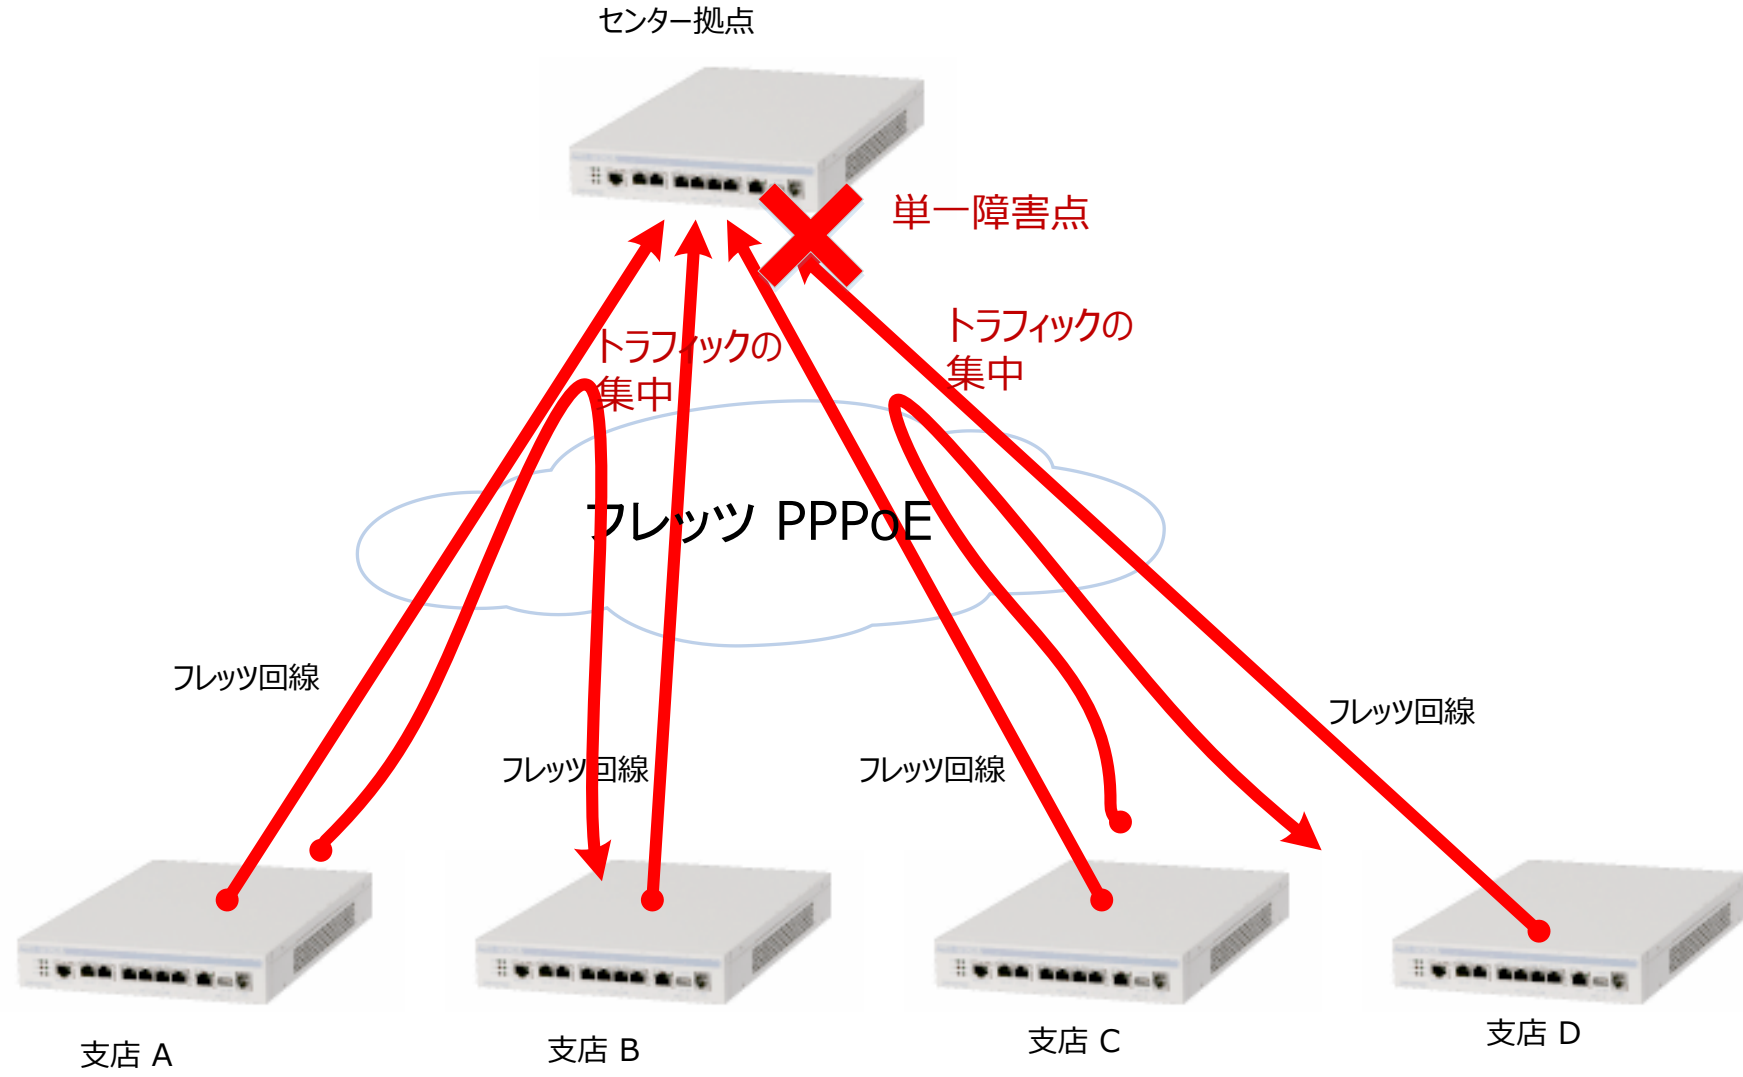 センター拠点
単一障害点
トラフィックの
集中
トラフィックの
集中
フレッツ PPPoE
フレッツ回線
フレッツ回線
フレッツ回線
フレッツ回線
支店 A
支店 B
支店 C
支店 D